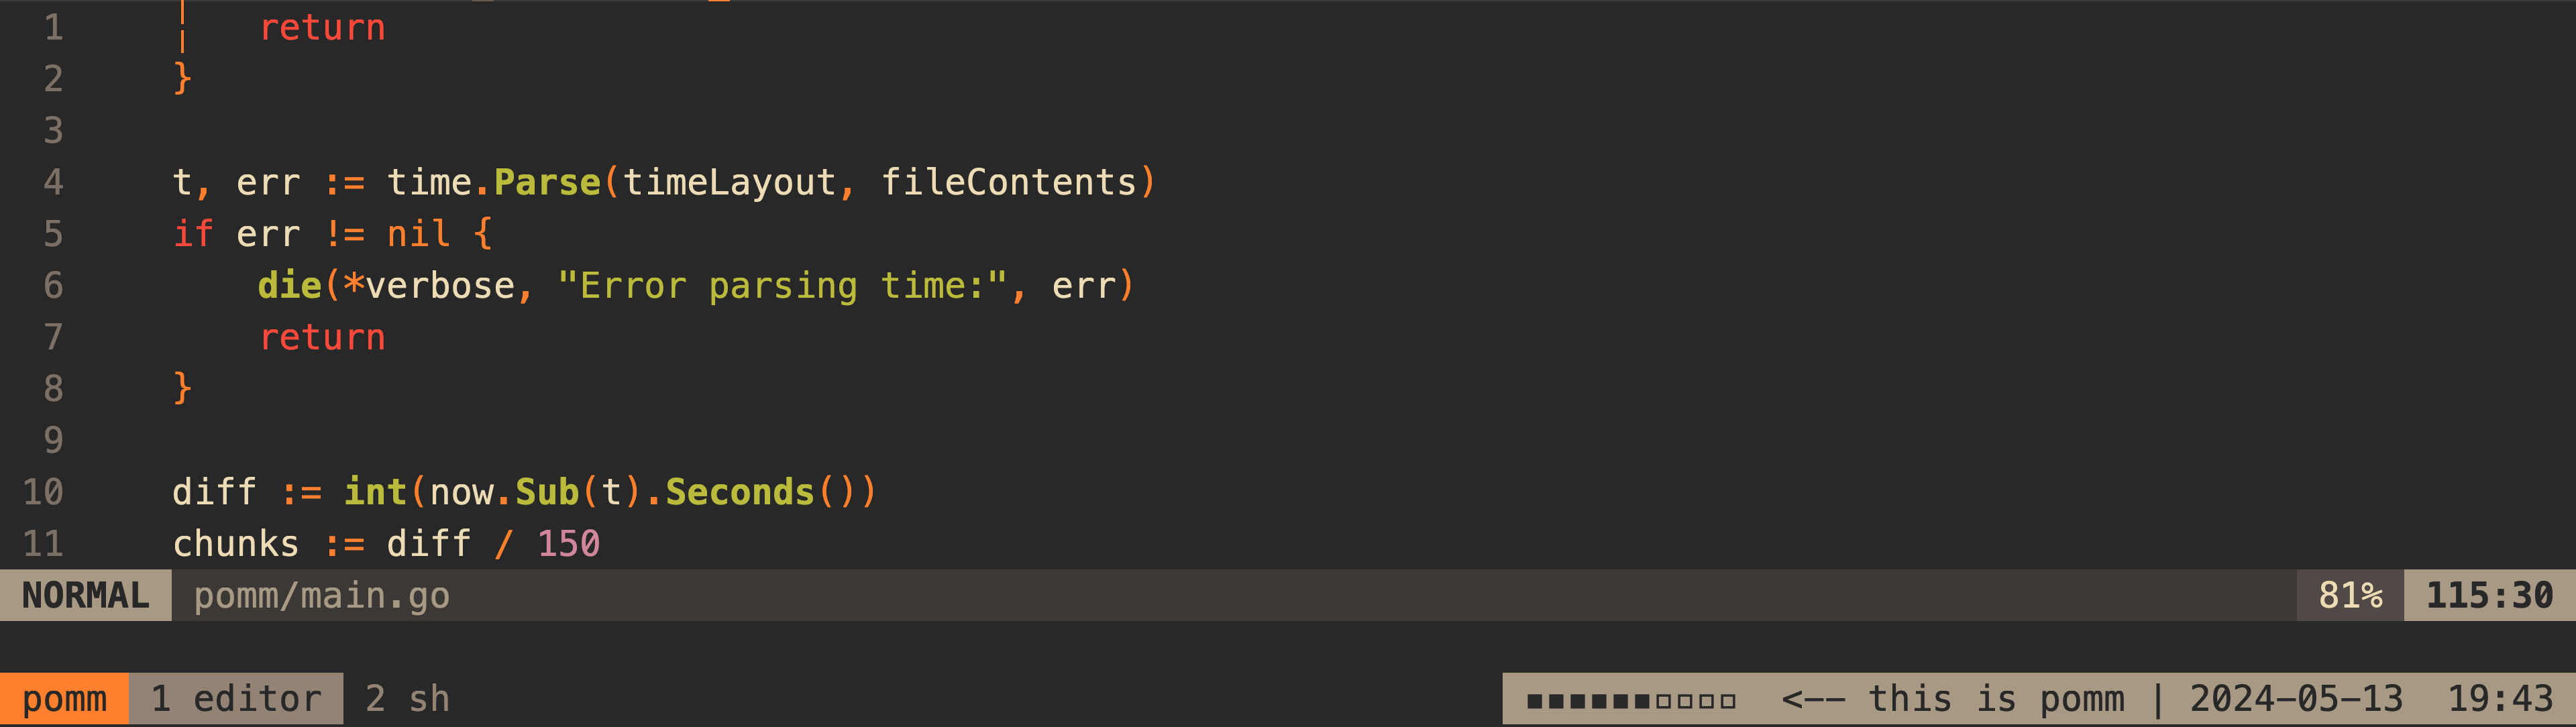 1 return
2 }
3
4 t, err := time.Parse(timeLayout, fileContents)
5 if err != nil {
6 die(*verbose, "Error parsing time:", err)
7 return
8 }
9
10 diff := int(now.Sub(t).Seconds())
11 chunks := diff / 150
NORMAL pomm/main.go 81% 115:30
pomm 1 editor 2 sh ▪▪▪▪▪▪▫▫▫▫ <-- this is pomm | 2024-05-13 19:43